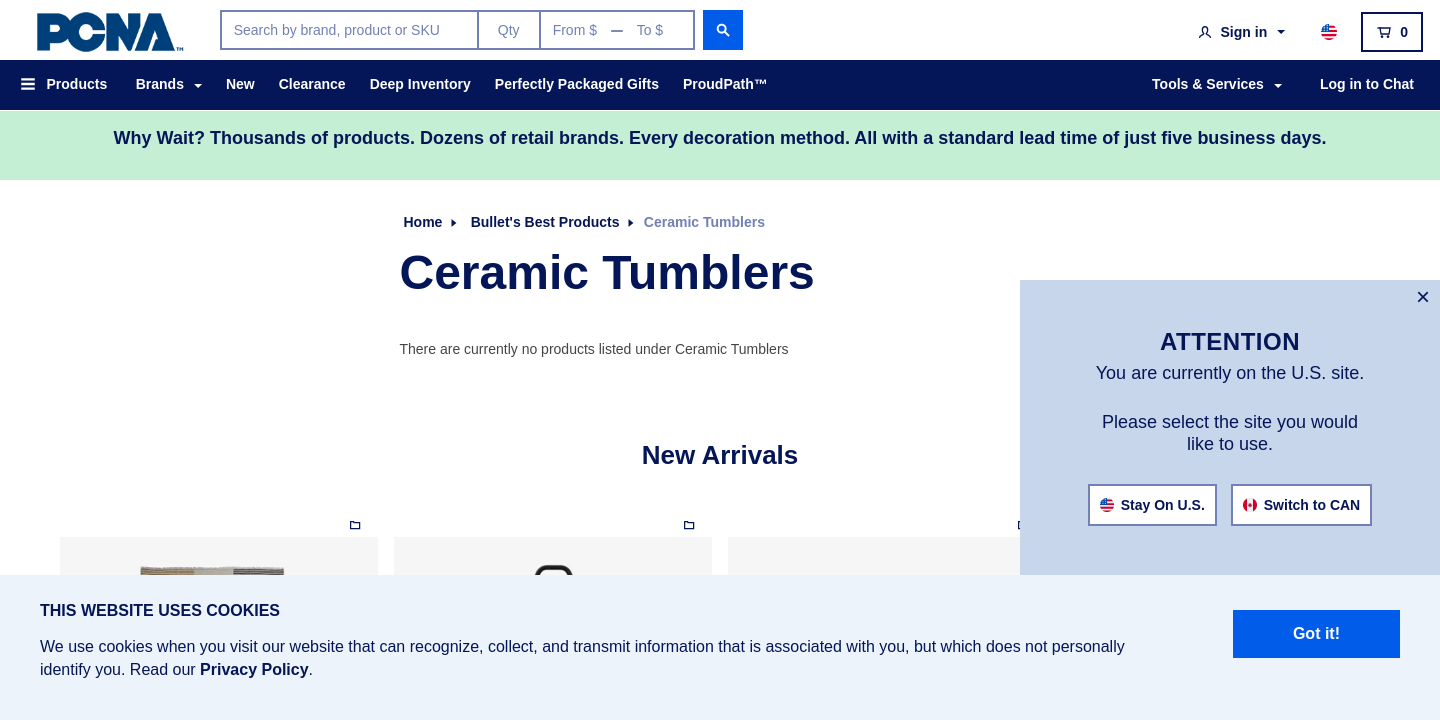 PCNA™
Search by brand, product or SKU
Qty
From $ — To $
Sign in
0
Products
Brands
New
Clearance
Deep Inventory
Perfectly Packaged Gifts
ProudPath™
Tools & Services
Log in to Chat
Why Wait? Thousands of products. Dozens of retail brands. Every decoration method. All with a standard lead time of just five business days.
Home
Bullet's Best Products
Ceramic Tumblers
Ceramic Tumblers
There are currently no products listed under Ceramic Tumblers
ATTENTION
You are currently on the U.S. site.
Please select the site you would
like to use.
Stay On U.S.
Switch to CAN
New Arrivals
THIS WEBSITE USES COOKIES
We use cookies when you visit our website that can recognize, collect, and transmit information that is associated with you, but which does not personally
identify you. Read our Privacy Policy.
Got it!